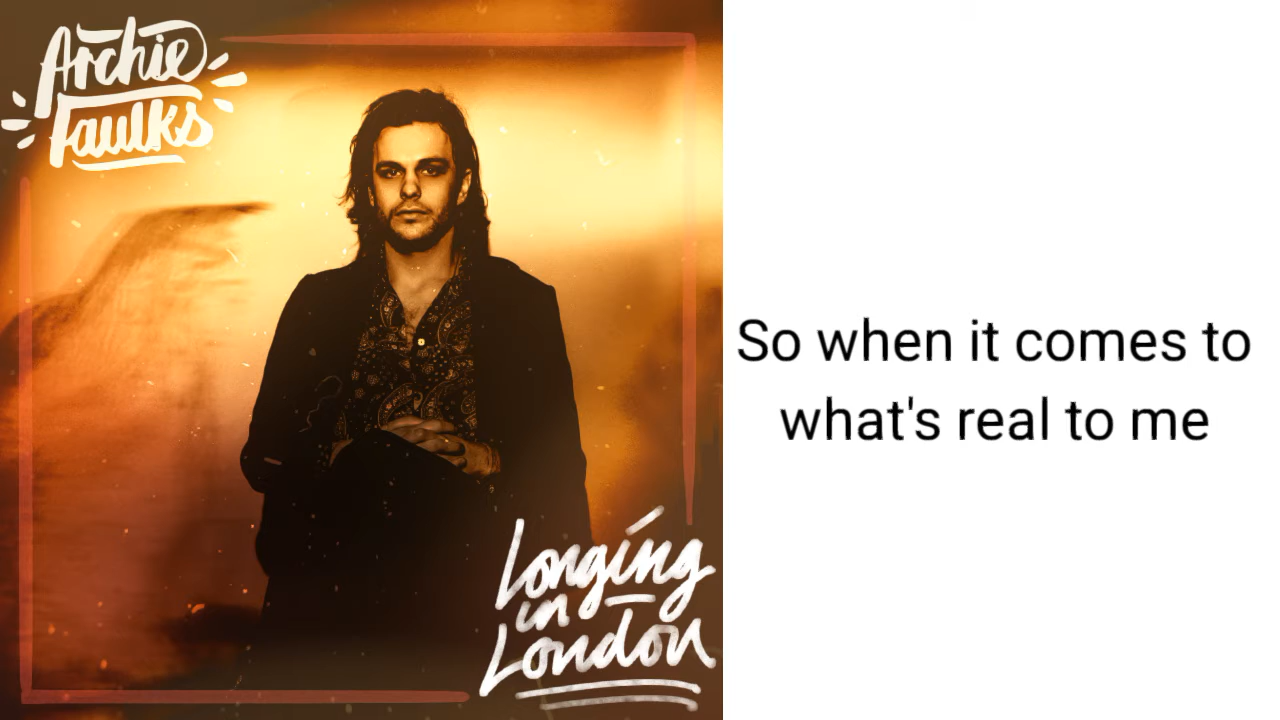 Archie
Faulks
Longing
in
London
So when it comes to
what's real to me